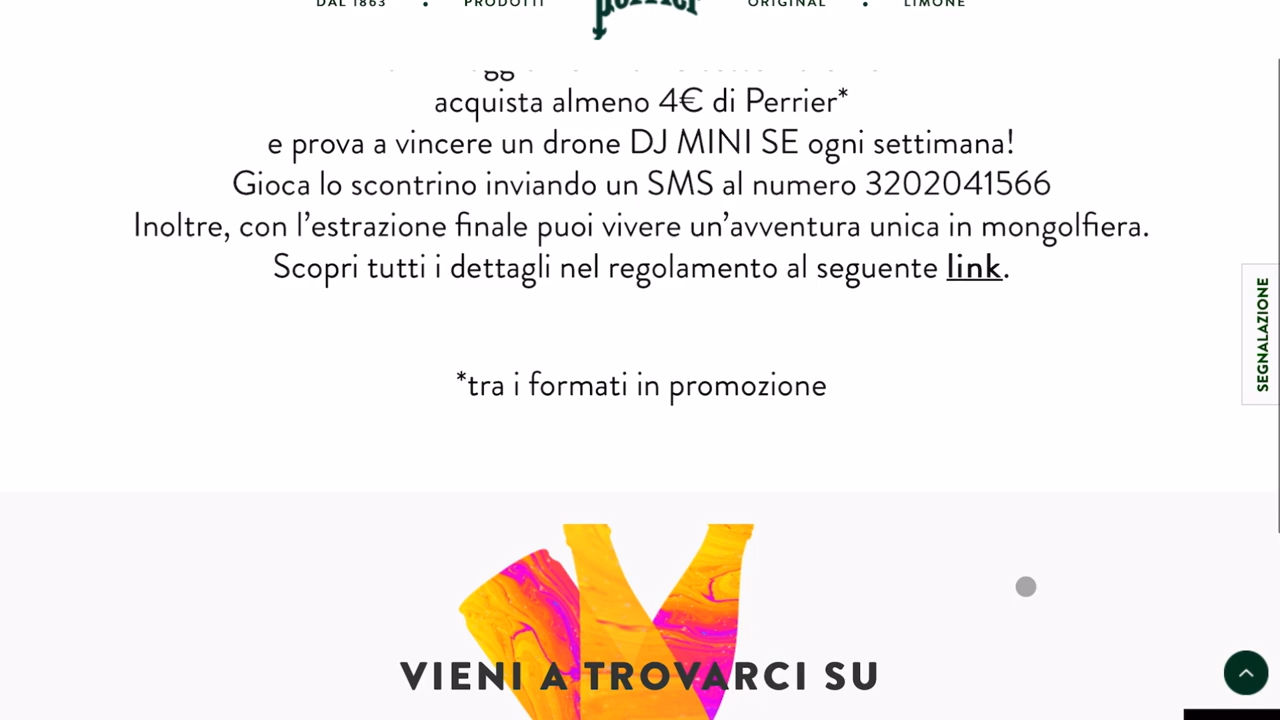 DAL 1863 • PRODOTTI perrier ORIGINAL • LIMONE
acquista almeno 4€ di Perrier*
e prova a vincere un drone DJ MINI SE ogni settimana!
Gioca lo scontrino inviando un SMS al numero 3202041566
Inoltre, con l’estrazione finale puoi vivere un’avventura unica in mongolfiera.
Scopri tutti i dettagli nel regolamento al seguente link.
*tra i formati in promozione
SEGNALAZIONE
VIENI A TROVARCI SU